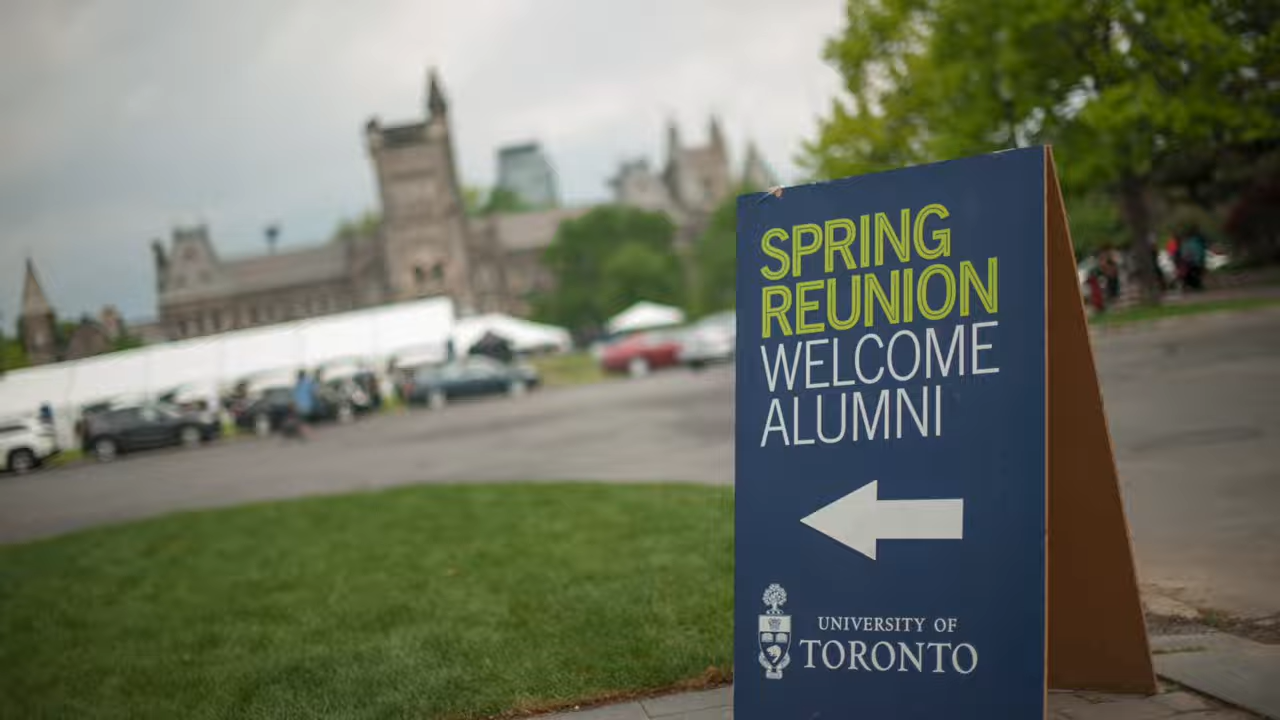 SPRING
REUNION
WELCOME
ALUMNI
UNIVERSITY OF
TORONTO